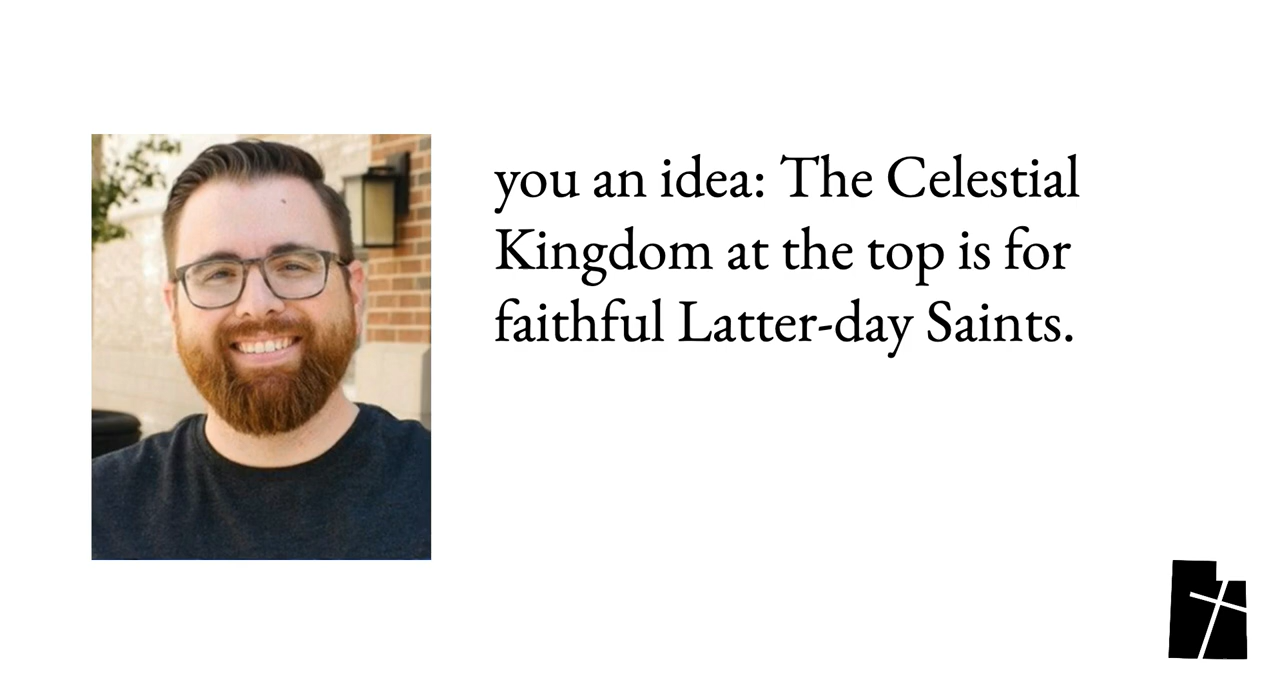 you an idea: The Celestial
Kingdom at the top is for
faithful Latter-day Saints.